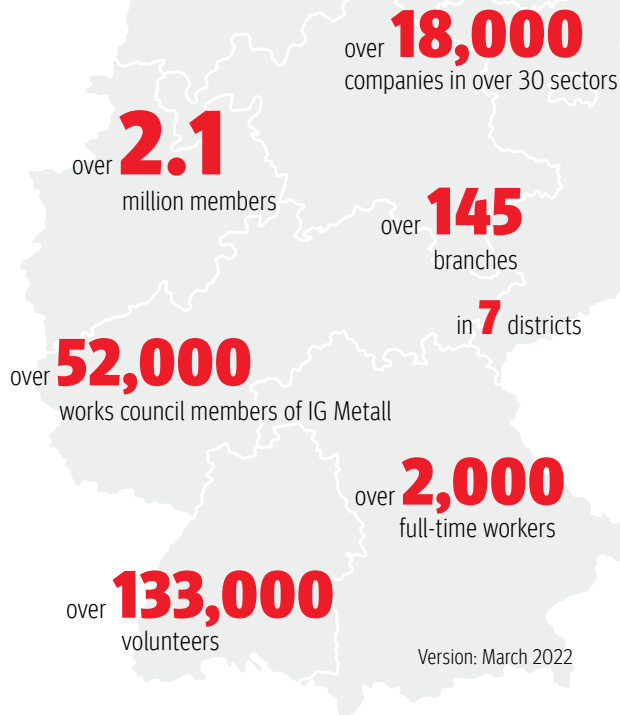 over 18,000
companies in over 30 sectors
over 2.1
million members
over 145
branches
in 7 districts
over 52,000
works council members of IG Metall
over 2,000
full-time workers
over 133,000
volunteers
Version: March 2022